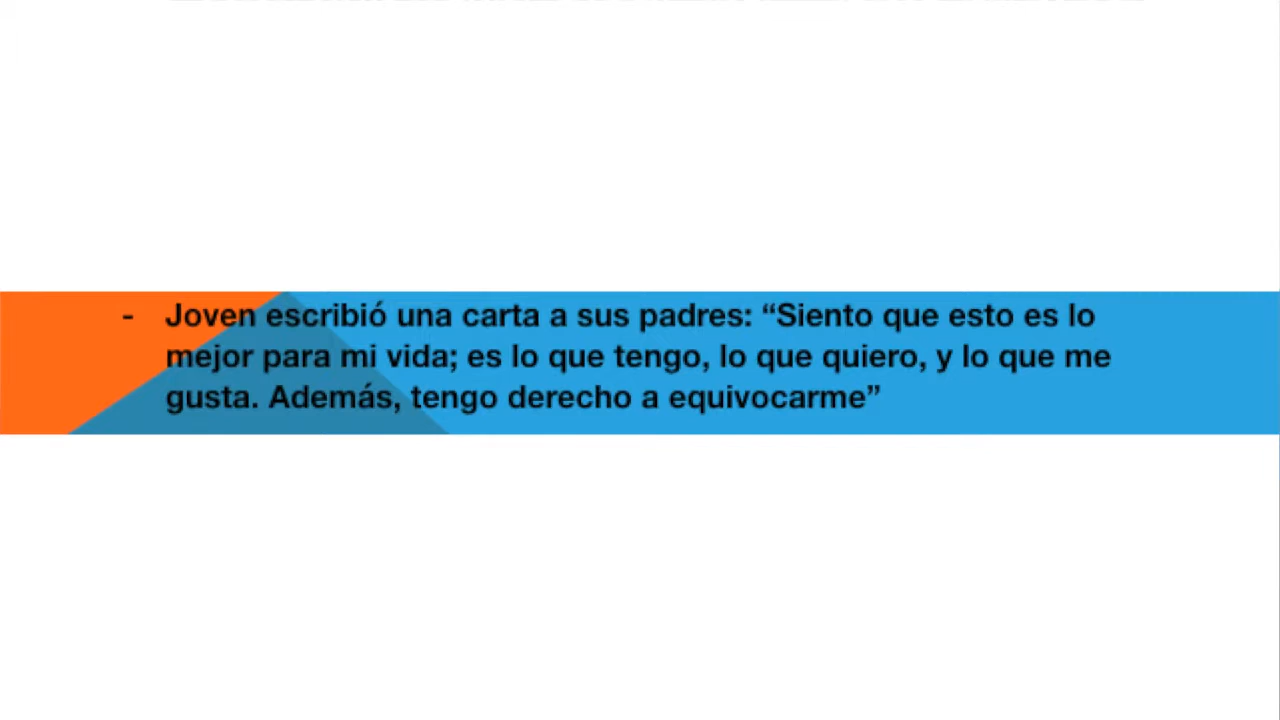 - Joven escribió una carta a sus padres: “Siento que esto es lo
mejor para mi vida; es lo que tengo, lo que quiero, y lo que me
gusta. Además, tengo derecho a equivocarme”